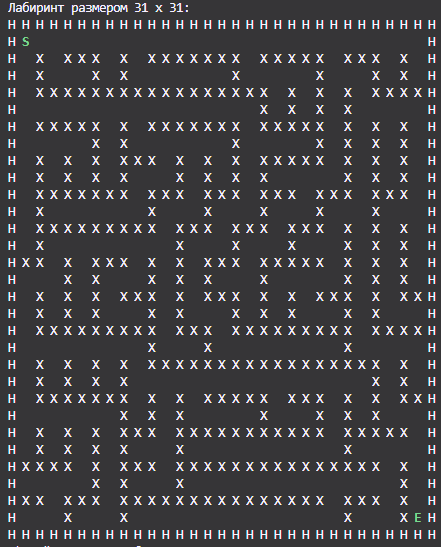 Лабиринт размером 31 x 31:
H H H H H H H H H H H H H H H H H H H H H H H H H H H H H H H
H S                                                         H
H   X   X X X   X   X X X X X X X   X X X X X   X X X   X   H
H   X       X   X               X           X       X   X   H
H   X X X X X X X X X X X X X X X X X   X   X   X   X X X X H
H                                   X   X   X   X           H
H   X X X X X   X   X X X X X X X   X X X X X   X   X   X   H
H           X   X               X           X   X   X   X   H
H   X   X   X   X X X   X   X   X   X X X X X   X   X   X   H
H   X   X   X   X       X   X   X   X           X   X   X   H
H   X X X X X X X   X X X   X X X   X X X   X X X   X X X   H
H   X               X       X       X       X       X       H
H   X X X X X X X X X   X X X   X X X   X X X   X   X   X   H
H   X                   X       X       X       X   X   X   H
H X X   X   X X X   X   X   X   X X X X X X X   X   X   X   H
H       X   X       X   X   X       X           X   X   X   H
H   X   X   X   X X X   X   X X X   X   X   X X X   X   X X H
H   X   X   X       X   X       X   X   X       X   X       H
H   X X X X X X X X X   X X X   X X X X X X X X X   X X X X H
H                   X       X                   X           H
H   X   X   X   X   X X X X X X X X X X X X X X X X X   X   H
H   X   X   X   X                                   X   X   H
H   X X X X X X X   X   X   X X X X X   X X X   X   X   X X H
H               X   X   X           X       X   X   X       H
H   X   X   X   X X X   X X X X X X X X X X X   X X X X X   H
H   X   X   X   X       X                       X           H
H X X X X   X   X X X   X X X X X X X X X X X X X X X   X   H
H           X   X       X                               X   H
H X X   X X X   X X X X X X X X X X X X X X X   X X X   X   H
H       X       X                               X       X E H
H H H H H H H H H H H H H H H H H H H H H H H H H H H H H H H